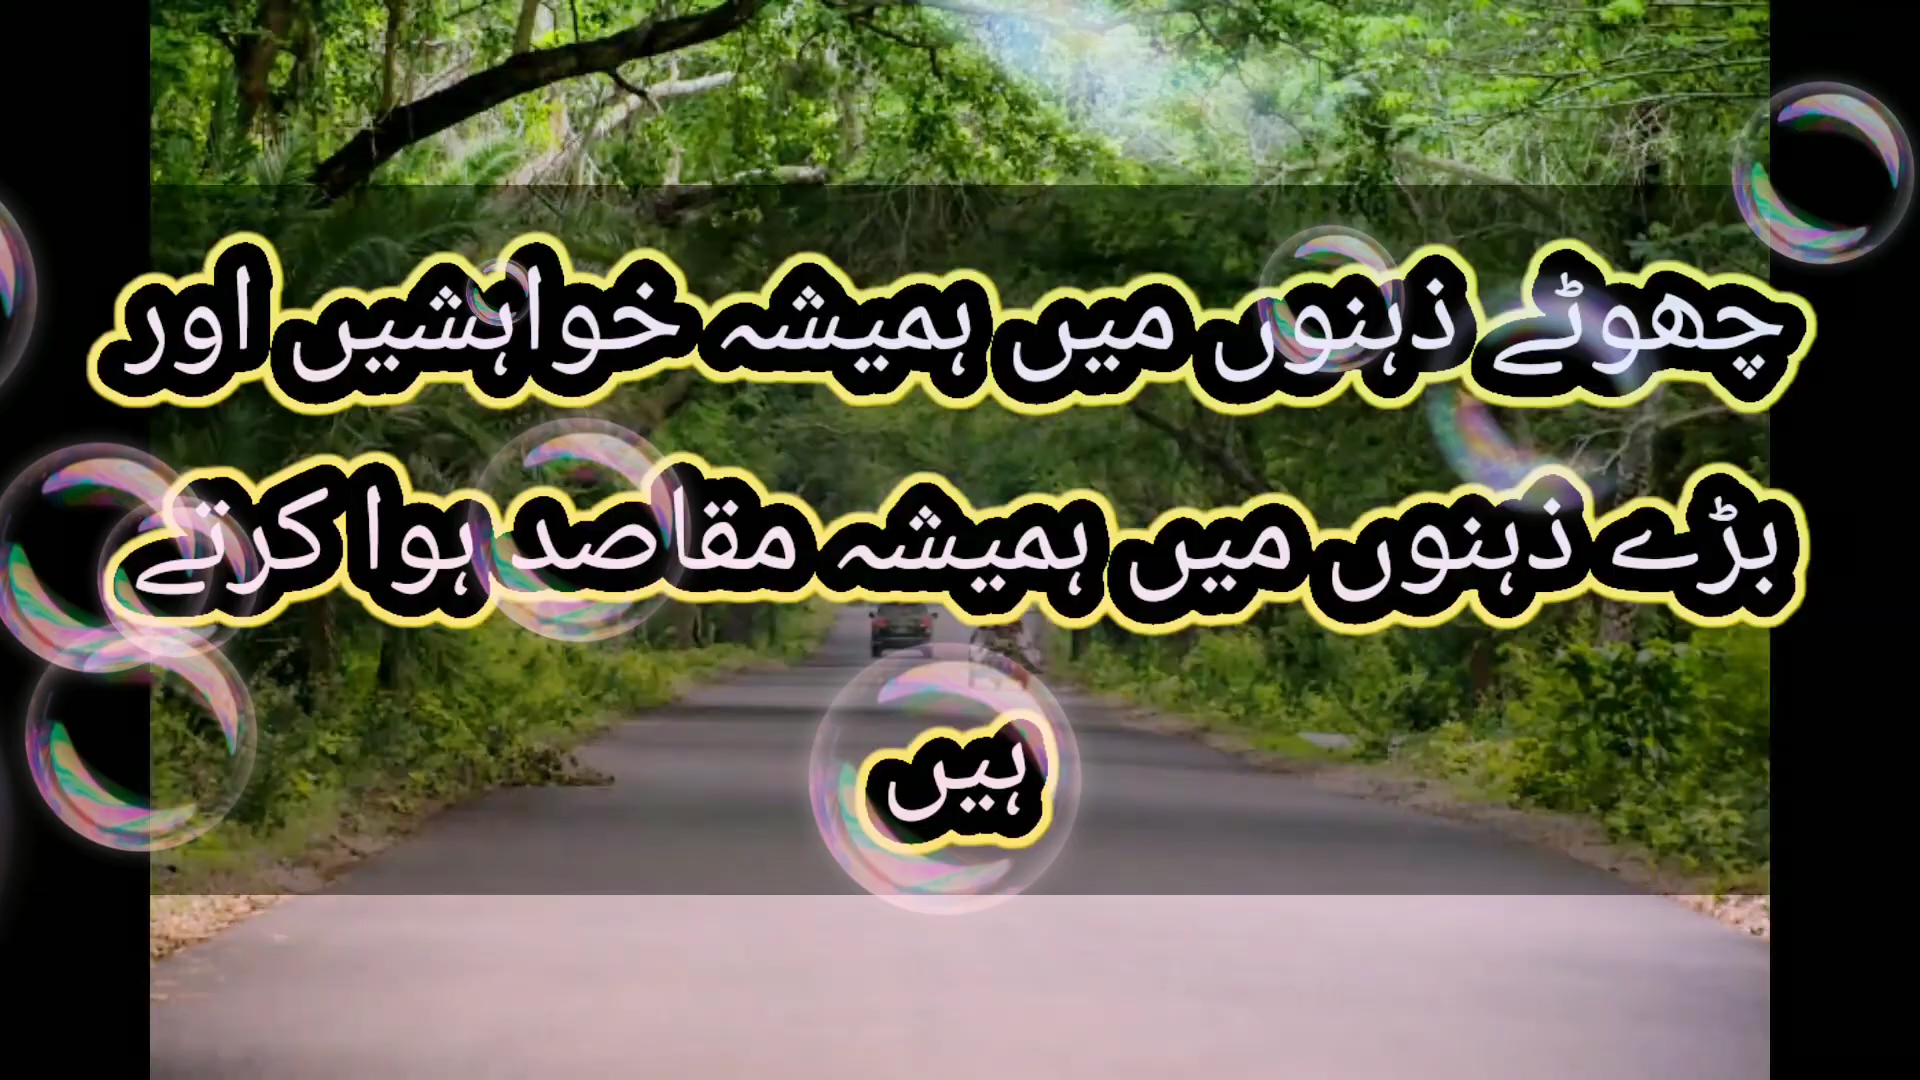 چھوٹے ذہنوں میں ہمیشہ خواہشیں اور
بڑے ذہنوں میں ہمیشہ مقاصد ہوا کرتے
ہیں